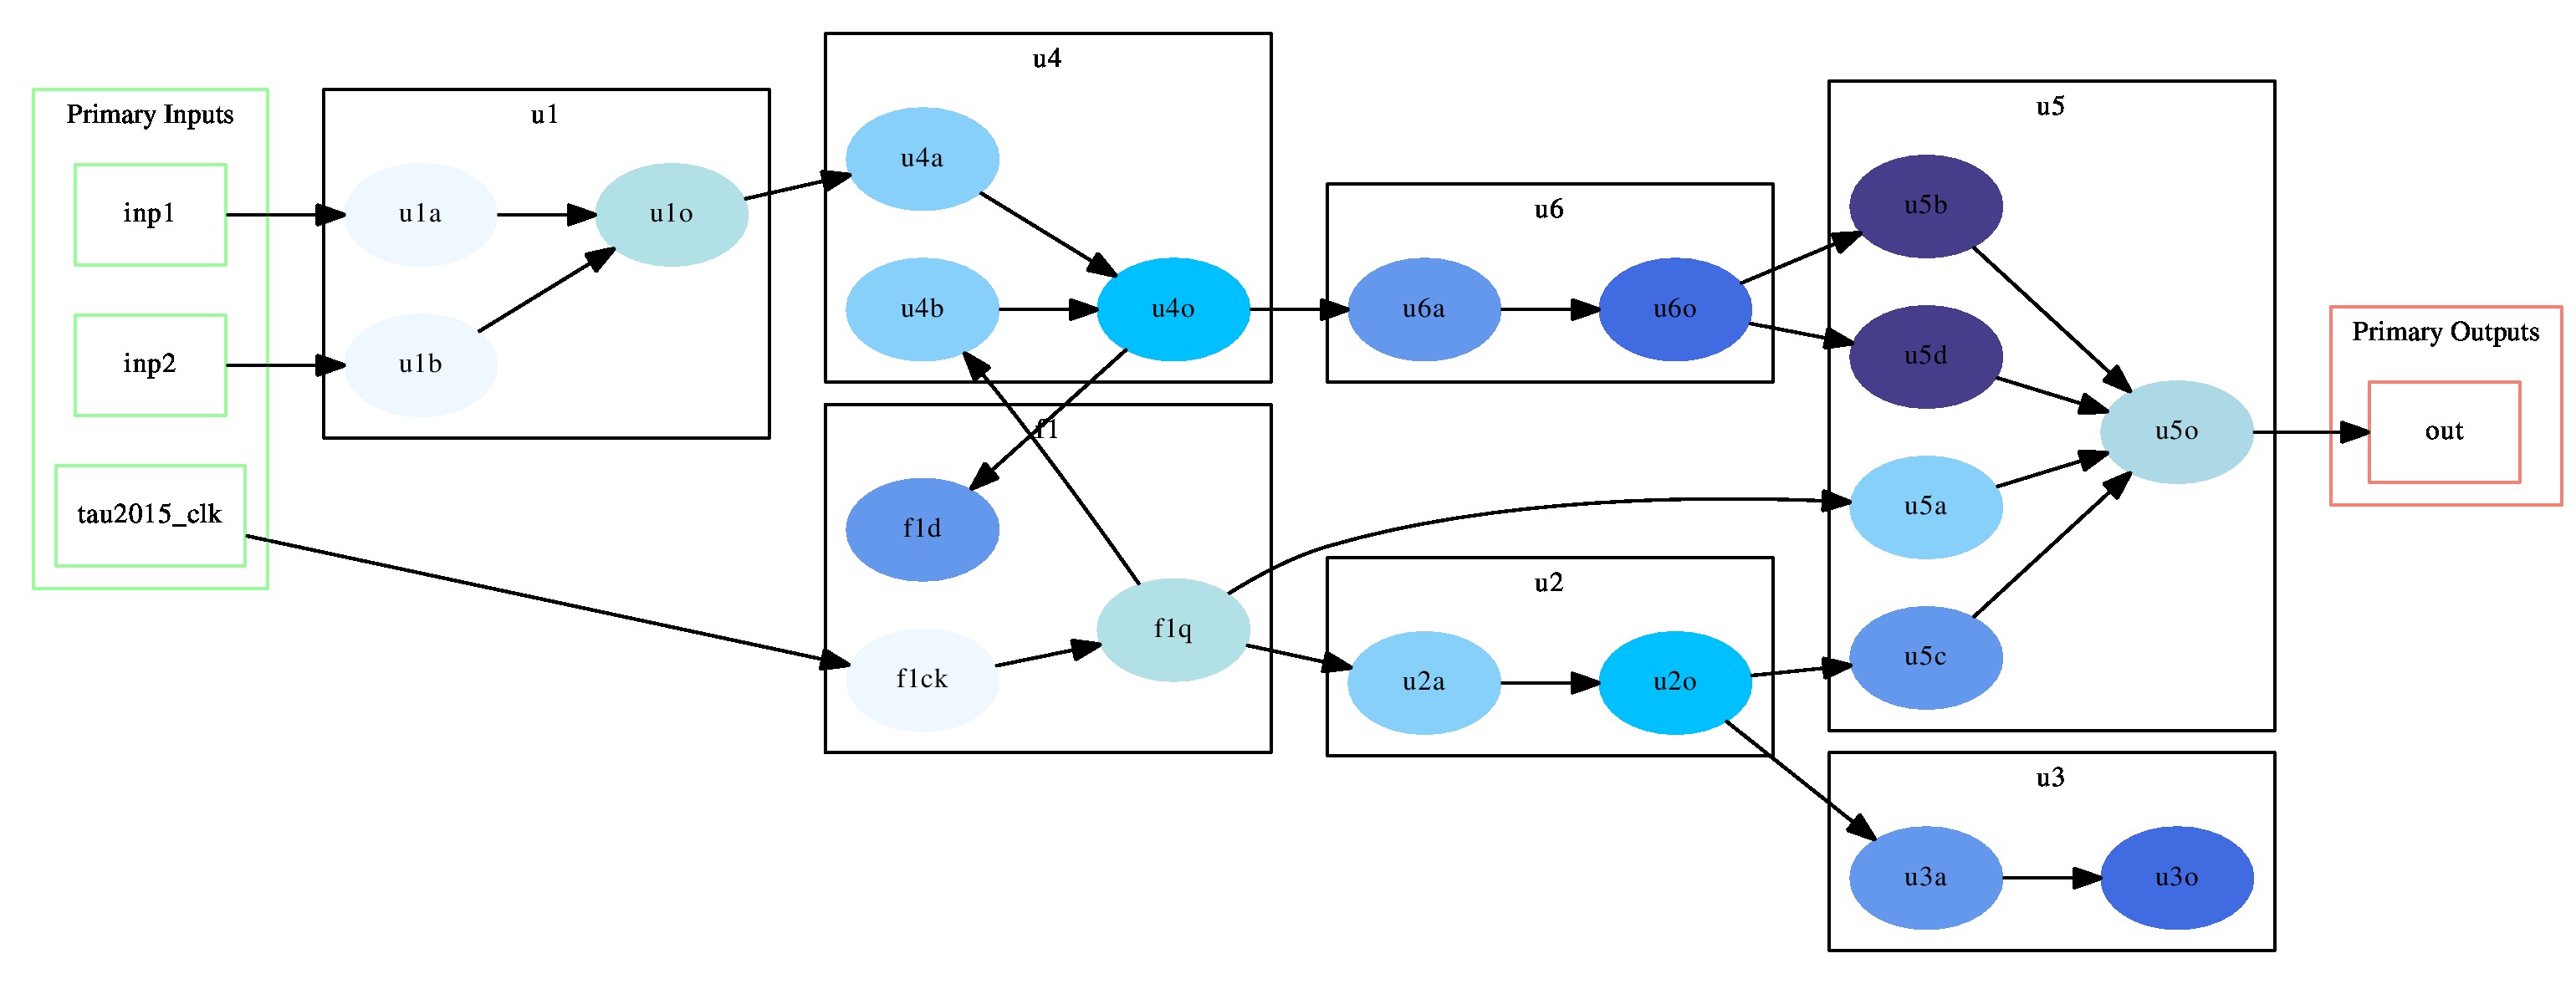 Primary Inputs
inp1
inp2
tau2015_clk
u1
u1a
u1o
u1b
u4
u4a
u4b
u4o
f1
f1d
f1q
f1ck
u6
u6a
u6o
u2
u2a
u2o
u5
u5b
u5d
u5o
u5a
u5c
u3
u3a
u3o
Primary Outputs
out